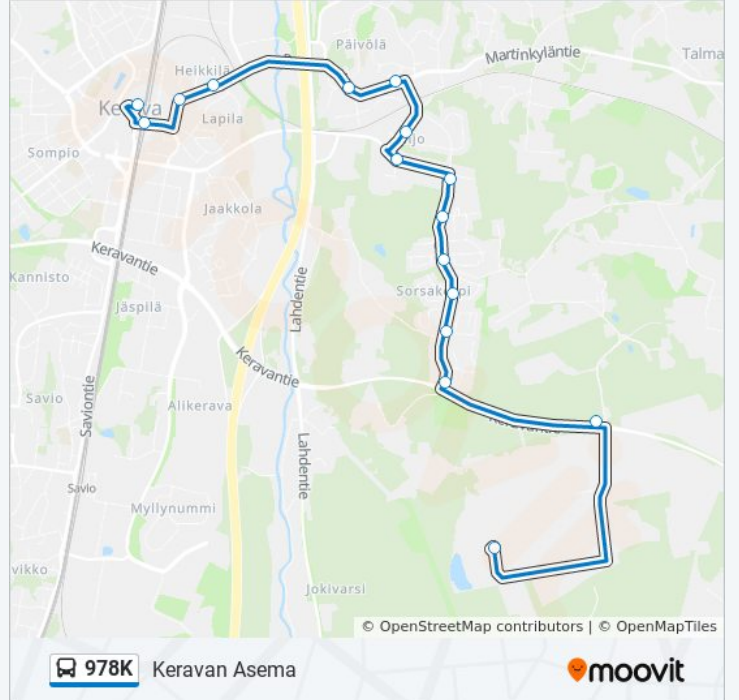 Päivölä
Martinkyläntie
Talma
Heikkilä
Lapila
Sompio
Jaakkola
Keravantie
Kannisto
Lahdentie
Jäspilä
Keravantie
Savio
Saviontie
Alikerava
Lahdentie
Savio
Myllynummi
vikko
Jokivarsi
© OpenStreetMap contributors | © OpenMapTiles
978K Keravan Asema
moovit